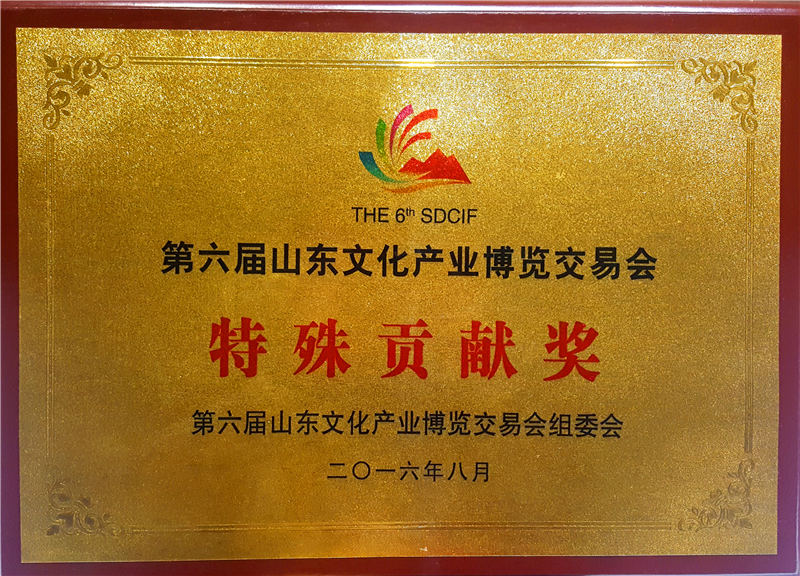 THE 6th SDCIF
第六届山东文化产业博览交易会
特殊贡献奖
第六届山东文化产业博览交易会组委会
二〇一六年八月